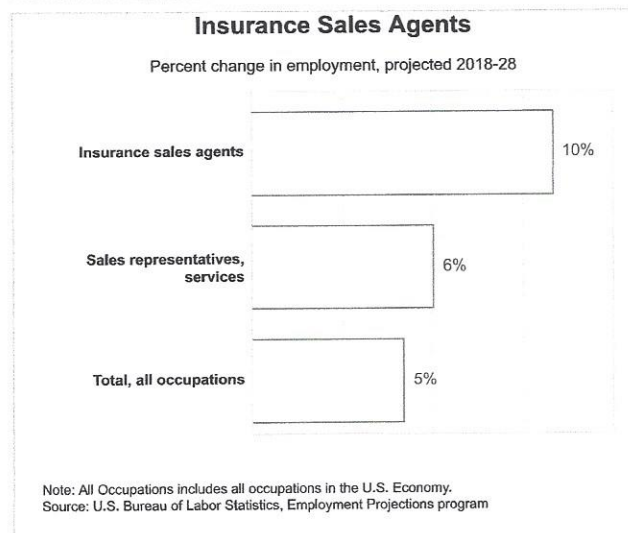 Insurance Sales Agents
Percent change in employment, projected 2018-28
Insurance sales agents
10%
Sales representatives,
services
6%
Total, all occupations
5%
Note: All Occupations includes all occupations in the U.S. Economy.
Source: U.S. Bureau of Labor Statistics, Employment Projections program